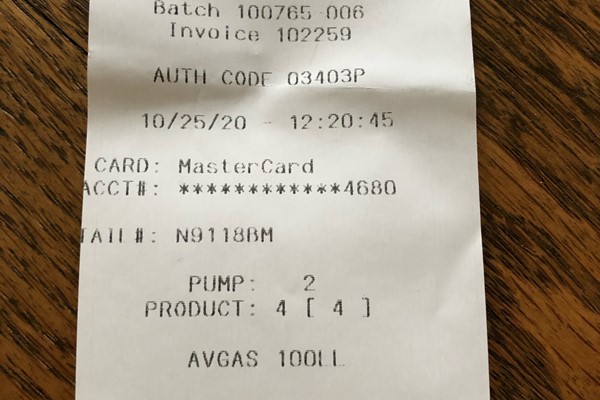 Batch 100765 006
Invoice 102259
AUTH CODE 03403P
10/25/20 - 12:20:45
CARD: MasterCard
ACCT#: ************4680
TAIL#: N9118BM
PUMP: 2
PRODUCT: 4 [ 4 ]
AVGAS 100LL